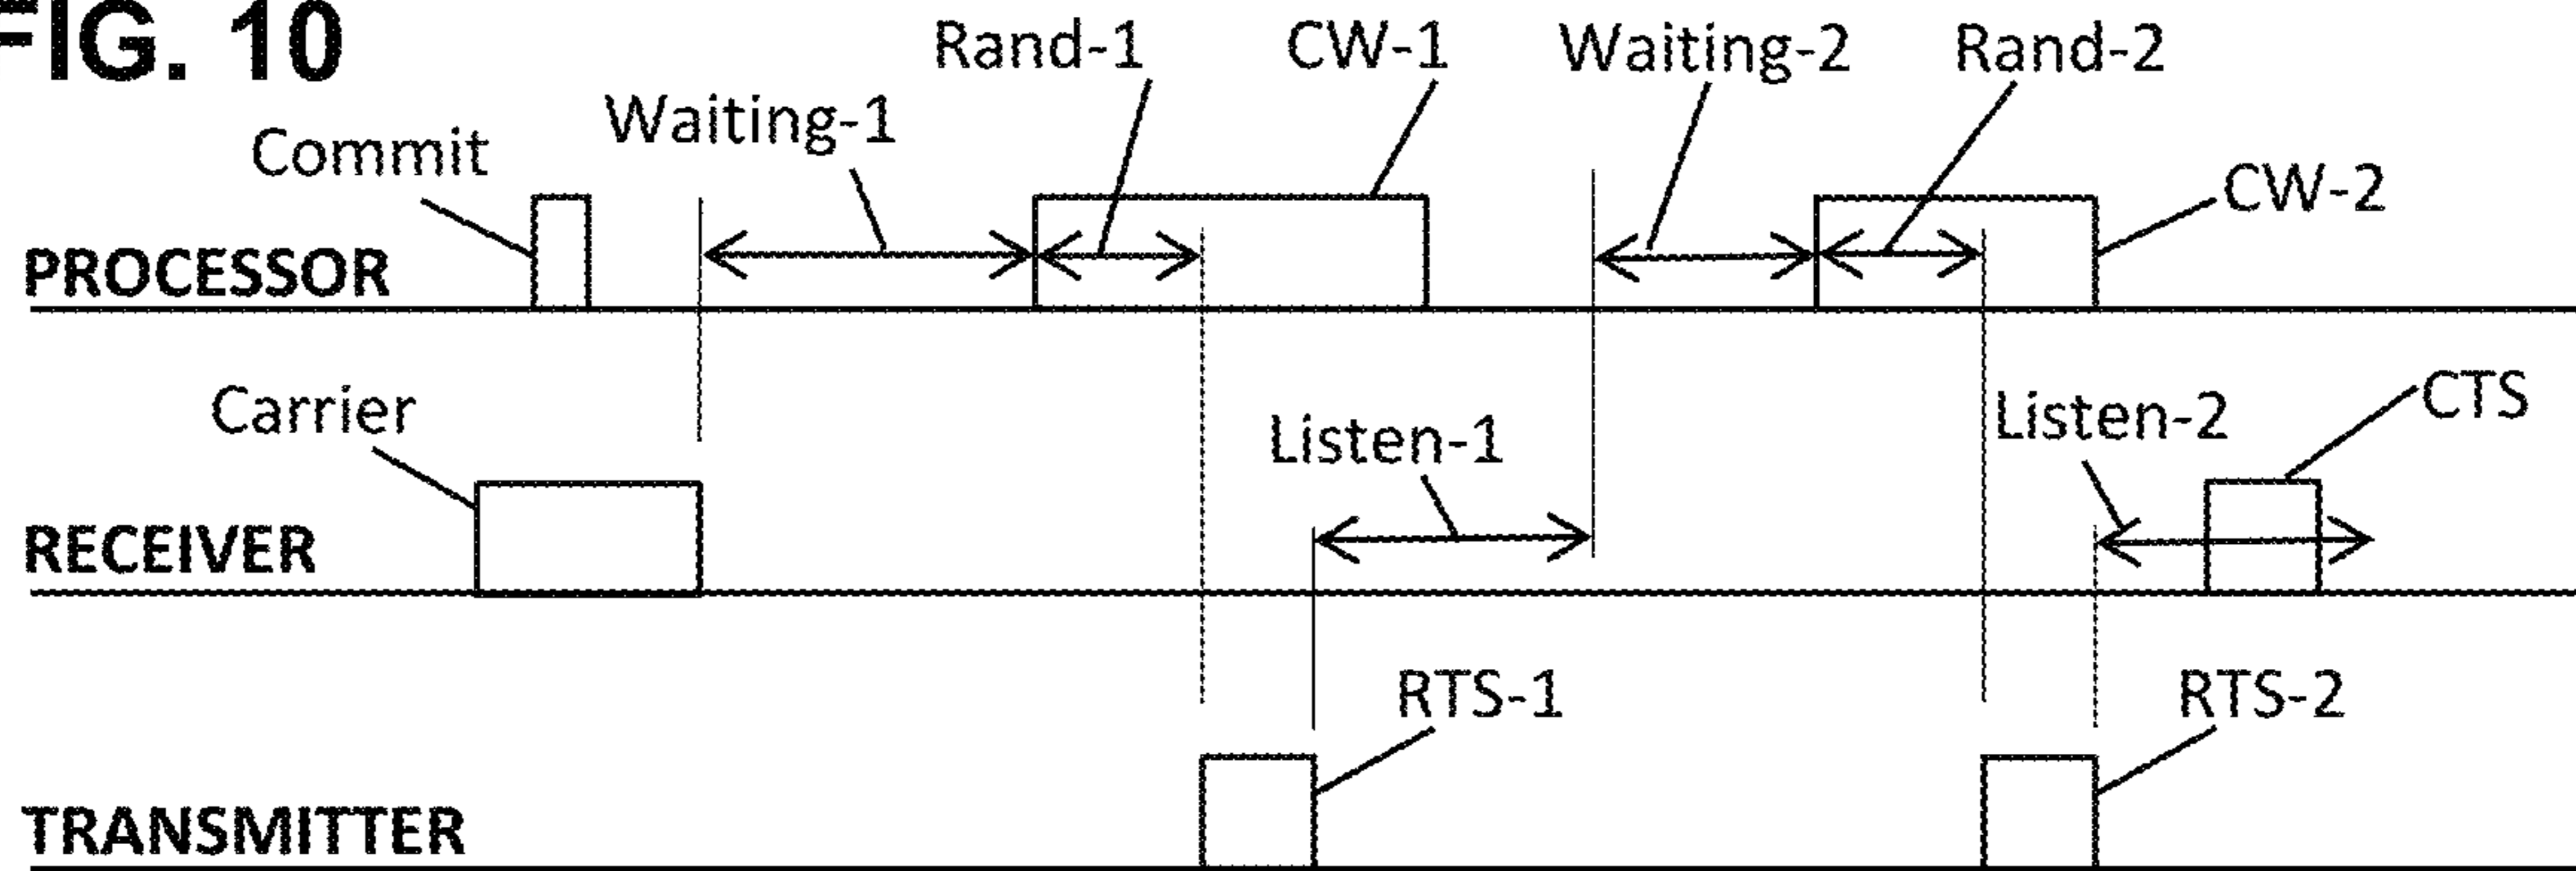 FIG. 10
Rand-1 CW-1 Waiting-2 Rand-2
Waiting-1
Commit
CW-2
PROCESSOR
Carrier
Listen-1
Listen-2
CTS
RECEIVER
RTS-1
RTS-2
TRANSMITTER